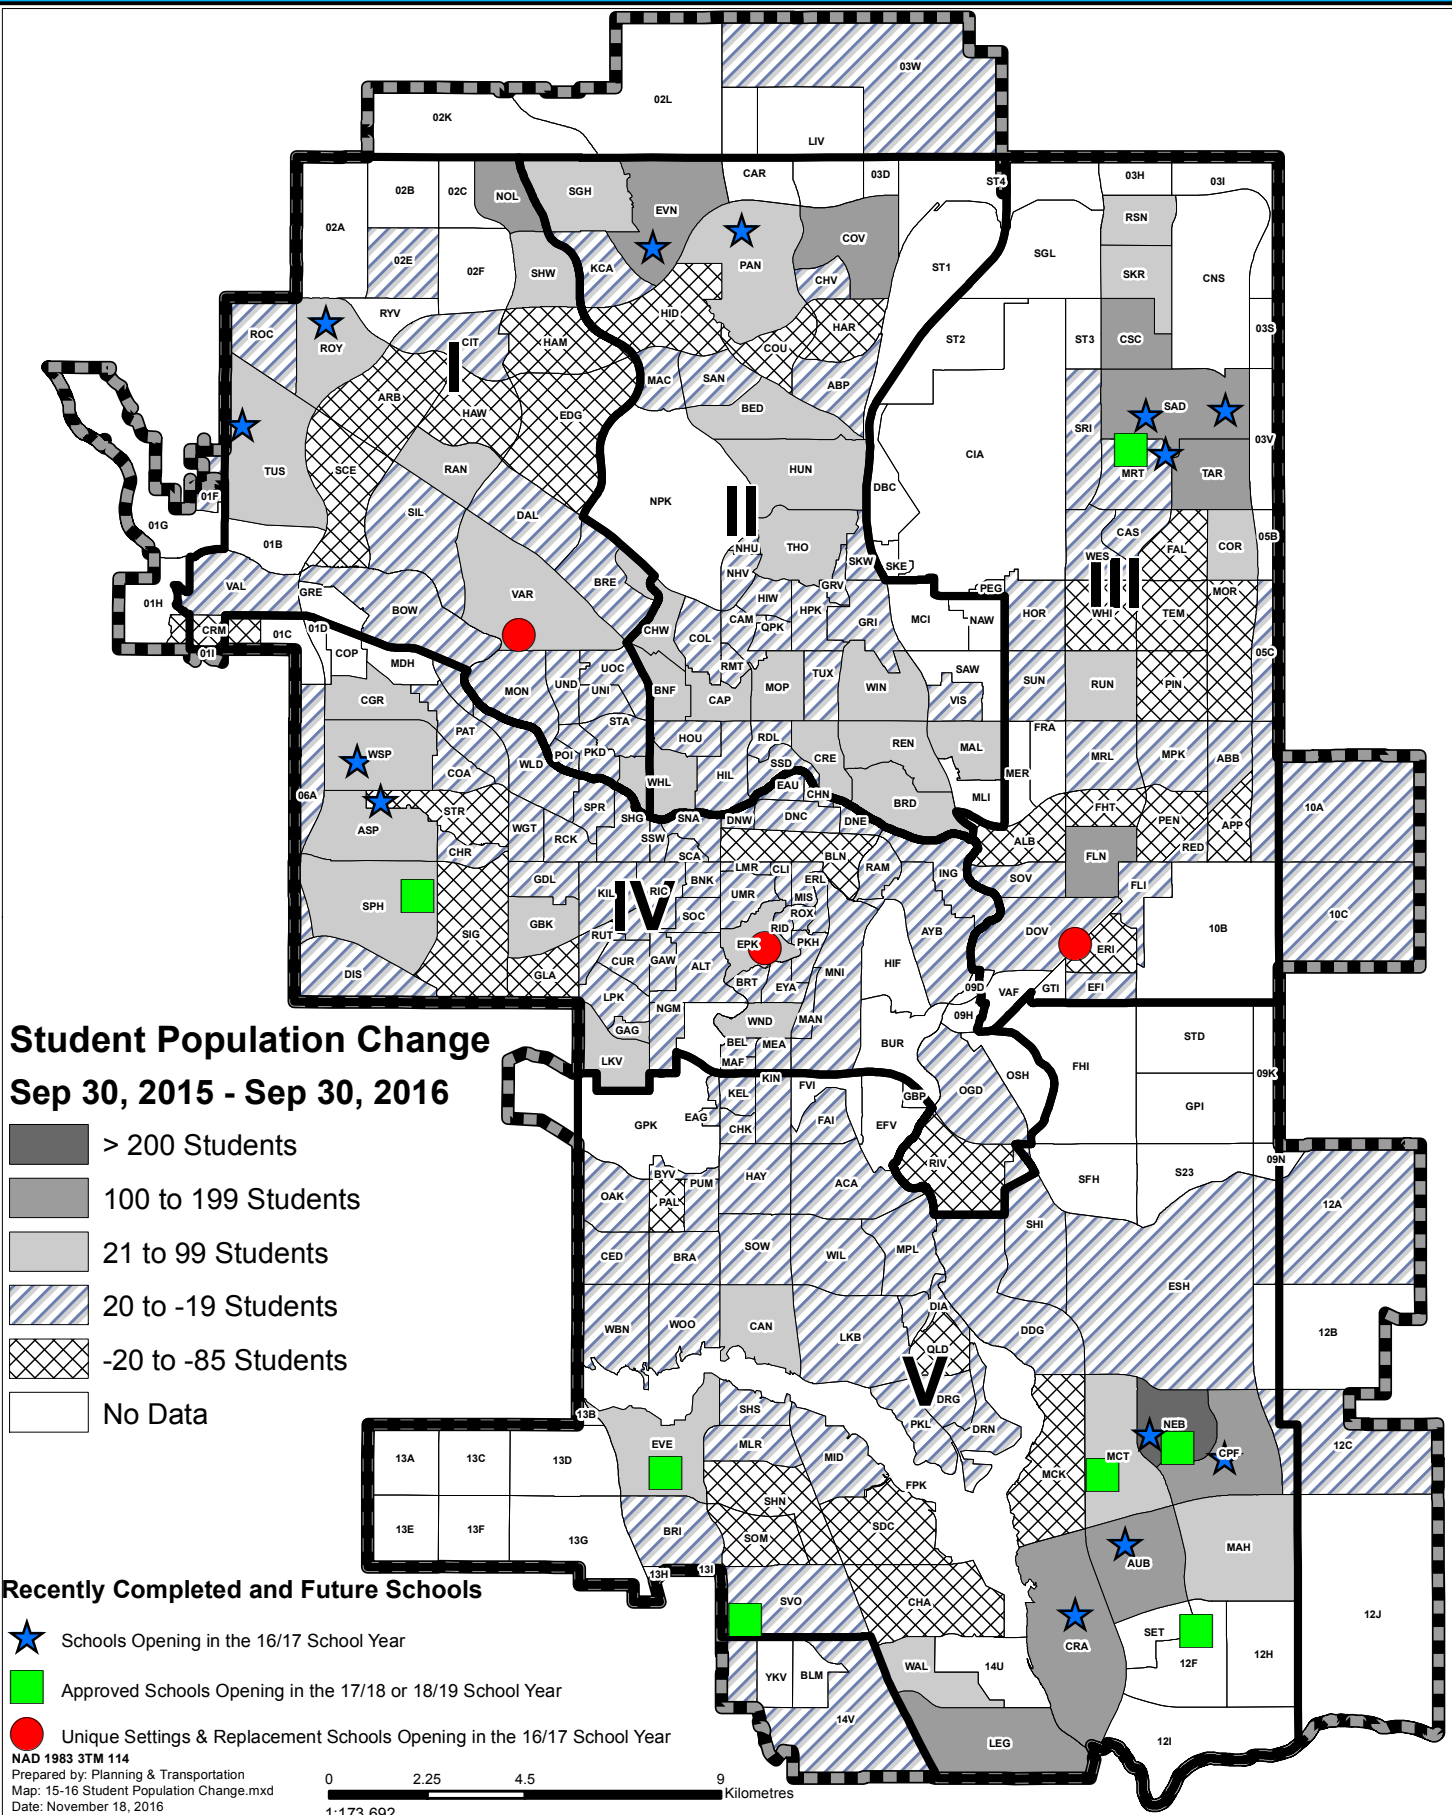 03W
02L
02K
LIV
02B
02C
NOL
SGH
EVN
CAR
03D
ST4
03H
03I
02A
RSN
COV
02E
02F
SHW
KCA
PAN
CHV
ST1
SGL
SKR
CNS
ROC
ROY
RYV
CIT
I
HAM
HID
COU
HAR
ST2
ST3
CSC
03S
ARB
HAW
EDG
MAC
SAN
BED
ABP
SRI
SAD
03V
TUS
SCE
RAN
HUN
CIA
MRT
TAR
01F
01G
SIL
DAL
NPK
II
DBC
01B
NHU
THO
SKW
SKE
CAS
WES
III
FAL
COR
05B
VAL
GRE
BOW
VAR
BRE
NHV
HIW
GRV
HPK
PEG
HOR
WHI
TEM
MOR
01H
CRM
01C
01D
01I
COP
MDH
CHW
COL
CAM
QPK
GRI
MCI
NAW
RMT
05C
CGR
MON
UND
UOC
UNI
BNF
CAP
MOP
TUX
WIN
SAW
VIS
SUN
RUN
PIN
PAT
STA
HOU
RDL
FRA
WSP
COA
WLD
POI
PKD
WHL
HIL
SSD
CRE
REN
MAL
MER
MRL
MPK
ABB
06A
EAU
CHN
BRD
MLI
10A
ASP
STR
WGT
SPR
SHG
SNA
DNW
DNC
DNE
FHT
PEN
APP
CHR
RCK
SSW
SCA
BLN
ALB
RED
SPH
SIG
GDL
KIL
IV
RIC
BNK
LMR
CLI
ERL
RAM
ING
SOV
FLN
FLI
UMR
MIS
GBK
SOC
ROX
RID
10C
RUT
EPK
PKH
AYB
DOV
ERI
10B
DIS
GLA
CUR
GAW
ALT
MNI
HIF
BRT
EYA
LPK
NGM
09D
VAF
GTI
EFI
GAG
WND
MAN
09H
LKV
BEL
MEA
MAF
BUR
STD
Student Population Change
Sep 30, 2015 - Sep 30, 2016
> 200 Students
100 to 199 Students
21 to 99 Students
20 to -19 Students
-20 to -85 Students
No Data
KIN
FVI
OSH
FHI
09K
KEL
GBP
OGD
GPI
GPK
EAG
CHK
FAI
EFV
BYV
PUM
HAY
RIV
SFH
S23
09N
OAK
PAL
ACA
12A
SHI
CED
BRA
SOW
WIL
MPL
ESH
WBN
WOO
CAN
LKB
DIA
DDG
12B
QLD
V
13B
SHS
DRG
PKL
DRN
NEB
12C
13A
13C
13D
EVE
MLR
MID
MCK
MCT
CPF
FPK
SHN
13E
13F
13G
BRI
SOM
SDC
AUB
MAH
13H
13I
SVO
CHA
CRA
SET
12J
12F
12H
YKV
BLM
WAL
14U
14V
LEG
12I
Recently Completed and Future Schools
Schools Opening in the 16/17 School Year
Approved Schools Opening in the 17/18 or 18/19 School Year
Unique Settings & Replacement Schools Opening in the 16/17 School Year
NAD 1983 3TM 114
Prepared by: Planning & Transportation
Map: 15-16 Student Population Change.mxd
Date: November 18, 2016
0 2.25 4.5 9
Kilometres
1:173,692